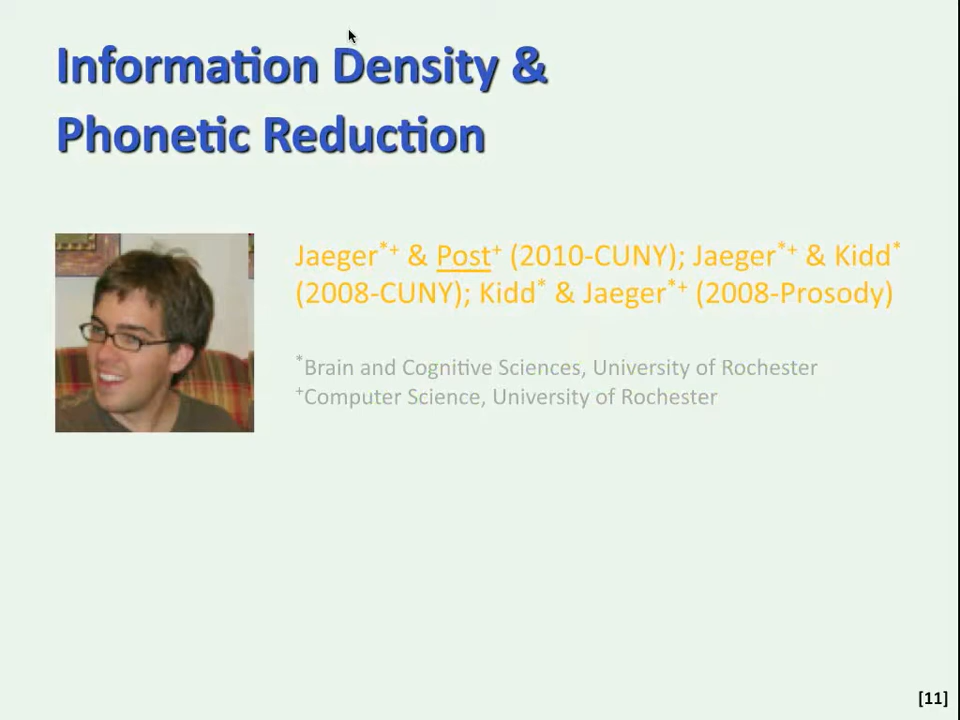 Information Density &
Phonetic Reduction
Jaeger*+ & Post+ (2010-CUNY); Jaeger*+ & Kidd*
(2008-CUNY); Kidd* & Jaeger*+ (2008-Prosody)
*Brain and Cognitive Sciences, University of Rochester
+Computer Science, University of Rochester
[11]